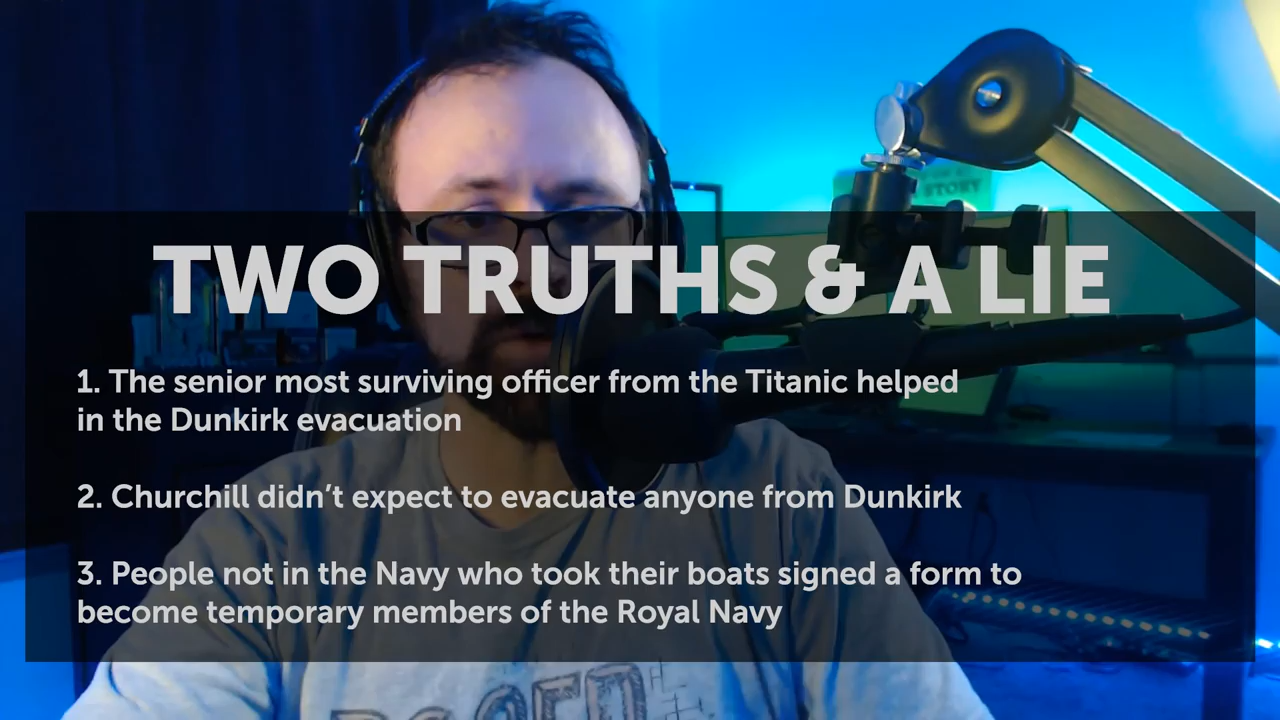 STORY
TWO TRUTHS & A LIE
1. The senior most surviving officer from the Titanic helped
in the Dunkirk evacuation
2. Churchill didn’t expect to evacuate anyone from Dunkirk
3. People not in the Navy who took their boats signed a form to
become temporary members of the Royal Navy